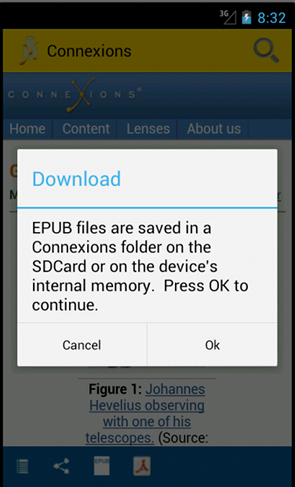 3G 8:32
Connexions
CONNEXIONS®
Home Content Lenses About us
Download
EPUB files are saved in a
Connexions folder on the
SDCard or on the device's
internal memory. Press OK to
continue.
Cancel Ok
Figure 1: Johannes
Hevelius observing
with one of his
telescopes. (Source:
EPUB